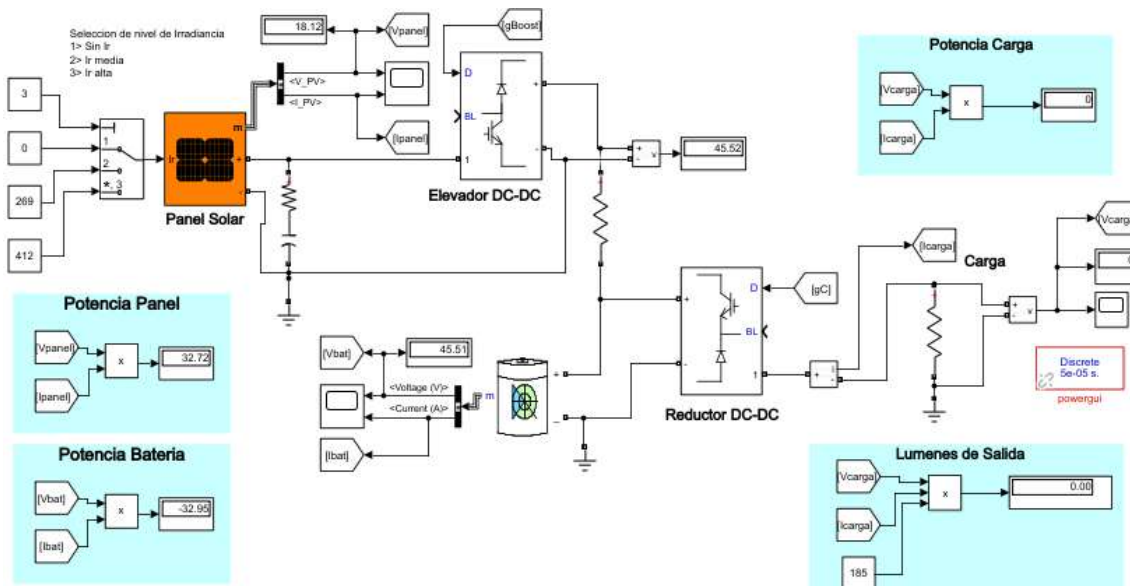 Seleccion de nivel de Irradiancia
1> Sin Ir
2> Ir media
3> Ir alta
3
0
269
412
1
2
*, 3
Ir
m
+
-
Panel Solar
18.12
[Vpanel]
<V_PV>
<I_PV>
[Ipanel]
[gBoost]
D
BL
1
+
-
Elevador DC-DC
+
-
v
45.52
Potencia Carga
[Vcarga]
[Icarga]
x
0
[Icarga]
Carga
[Vcarga
+
-
v
+
-
D
BL
1
[gC]
Reductor DC-DC
+
-
i
Discrete
5e-05 s.
powergui
Potencia Panel
[Vpanel]
[Ipanel]
x
32.72
[Vbat]
45.51
<Voltage (V)>
<Current (A)>
m
+
_
[Ibat]
Potencia Bateria
[Vbat]
[Ibat]
x
-32.95
Lumenes de Salida
[Vcarga]
[Icarga]
185
x
0.00